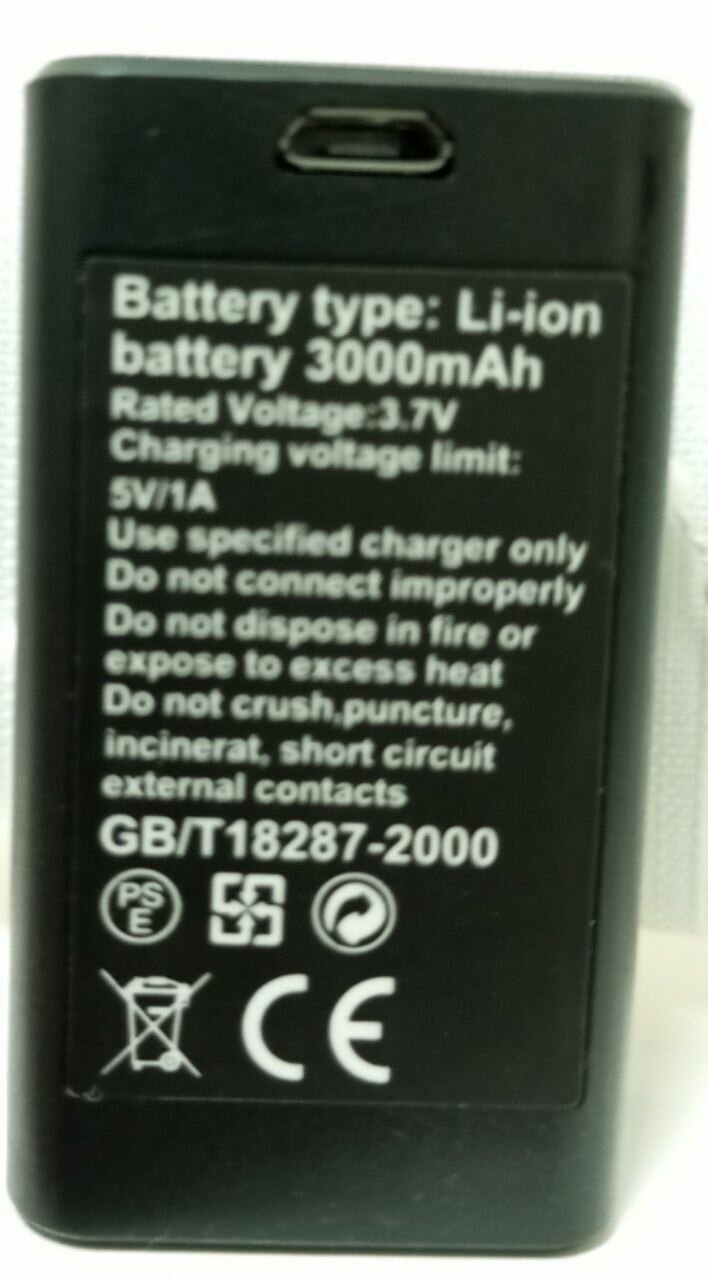 Battery type: Li-ion
battery 3000mAh
Rated Voltage:3.7V
Charging voltage limit:
5V/1A
Use specified charger only
Do not connect improperly
Do not dispose in fire or
expose to excess heat
Do not crush,puncture,
incinerat, short circuit
external contacts
GB/T18287-2000
PS
E
CE